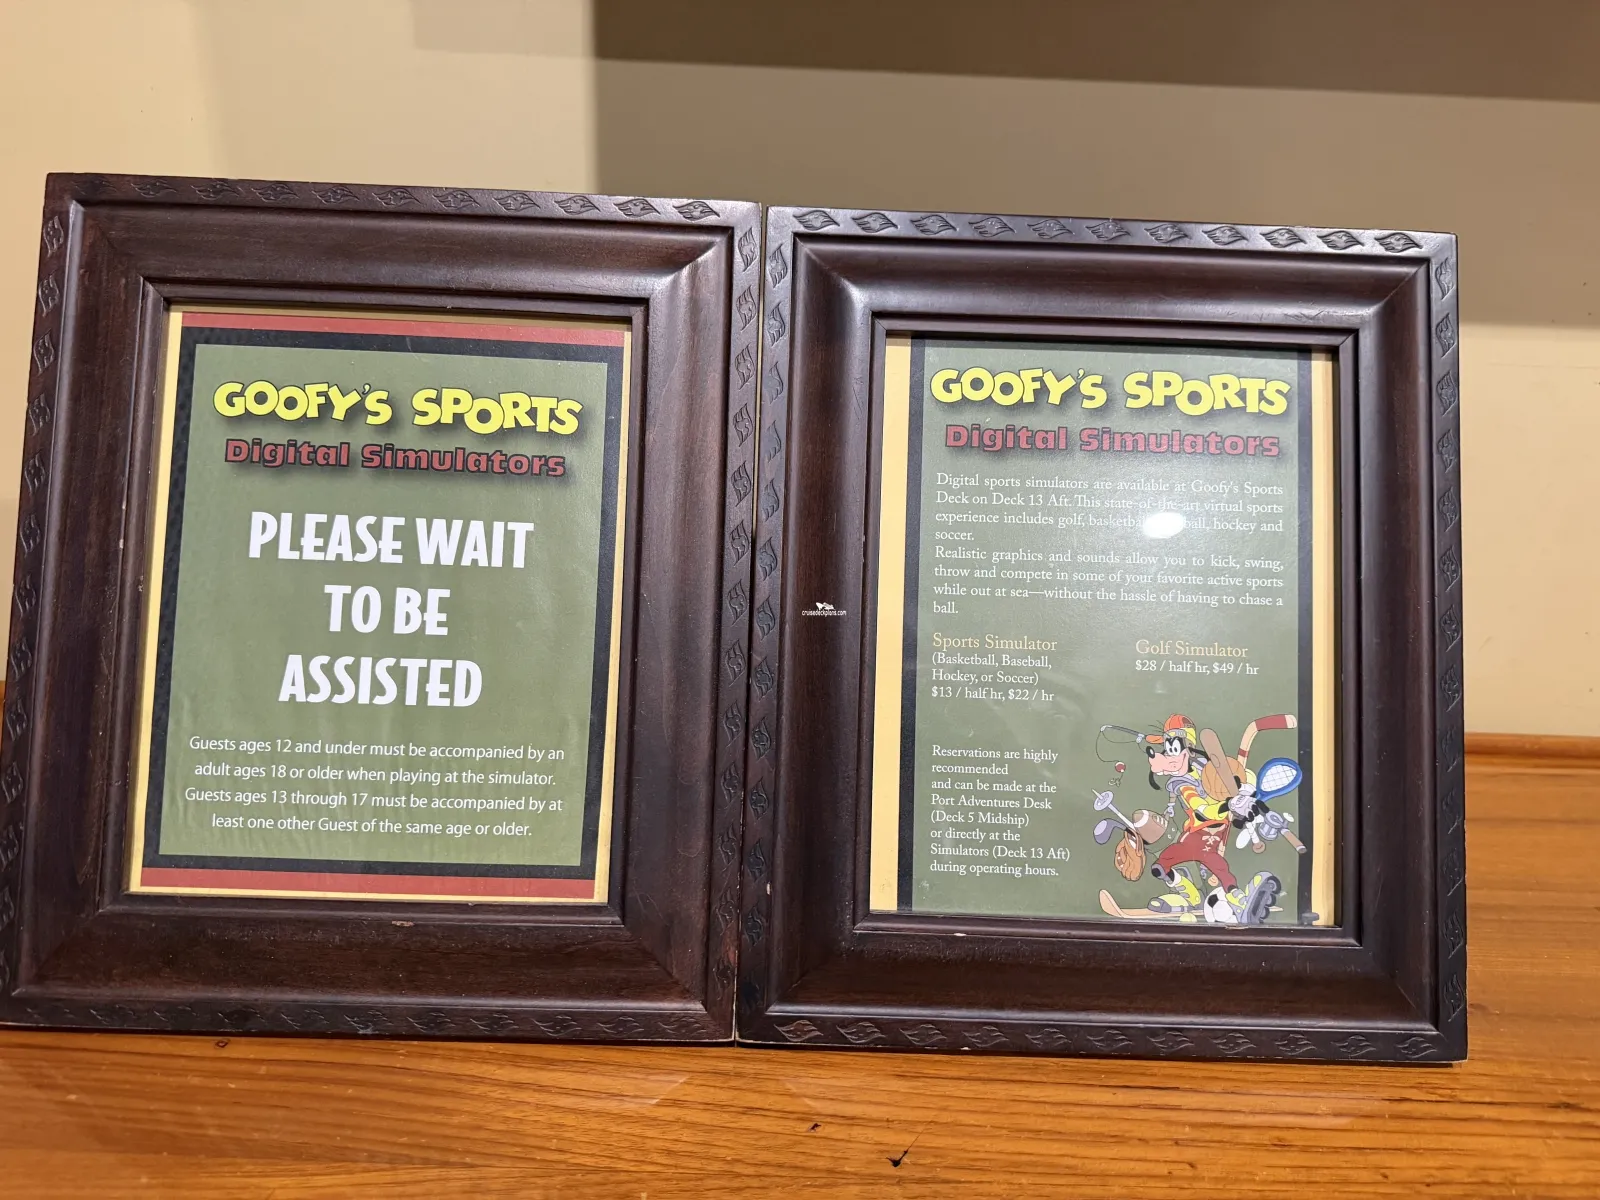 GOOFY'S SPORTS
Digital Simulators
PLEASE WAIT
TO BE
ASSISTED
Guests ages 12 and under must be accompanied by an
adult ages 18 or older when playing at the simulator.
Guests ages 13 through 17 must be accompanied by at
least one other Guest of the same age or older.
GOOFY'S SPORTS
Digital Simulators
Digital sports simulators are available at Goofy's Sports
Deck on Deck 13 Aft. This state-of-the-art virtual sports
experience includes golf, hockey and
soccer.
Realistic graphics and sounds allow you to kick, swing,
throw and compete in some of your favorite active sports
while out at sea—without the hassle of having to chase a
ball.
Sports Simulator
(Basketball, Baseball,
Hockey, or Soccer)
$13 / half hr, $22 / hr
Golf Simulator
$28 / half hr, $49 / hr
Reservations are highly
recommended
and can be made at the
Port Adventures Desk
(Deck 5 Midship)
or directly at the
Simulators (Deck 13 Aft)
during operating hours.
cruisedeckplans.com